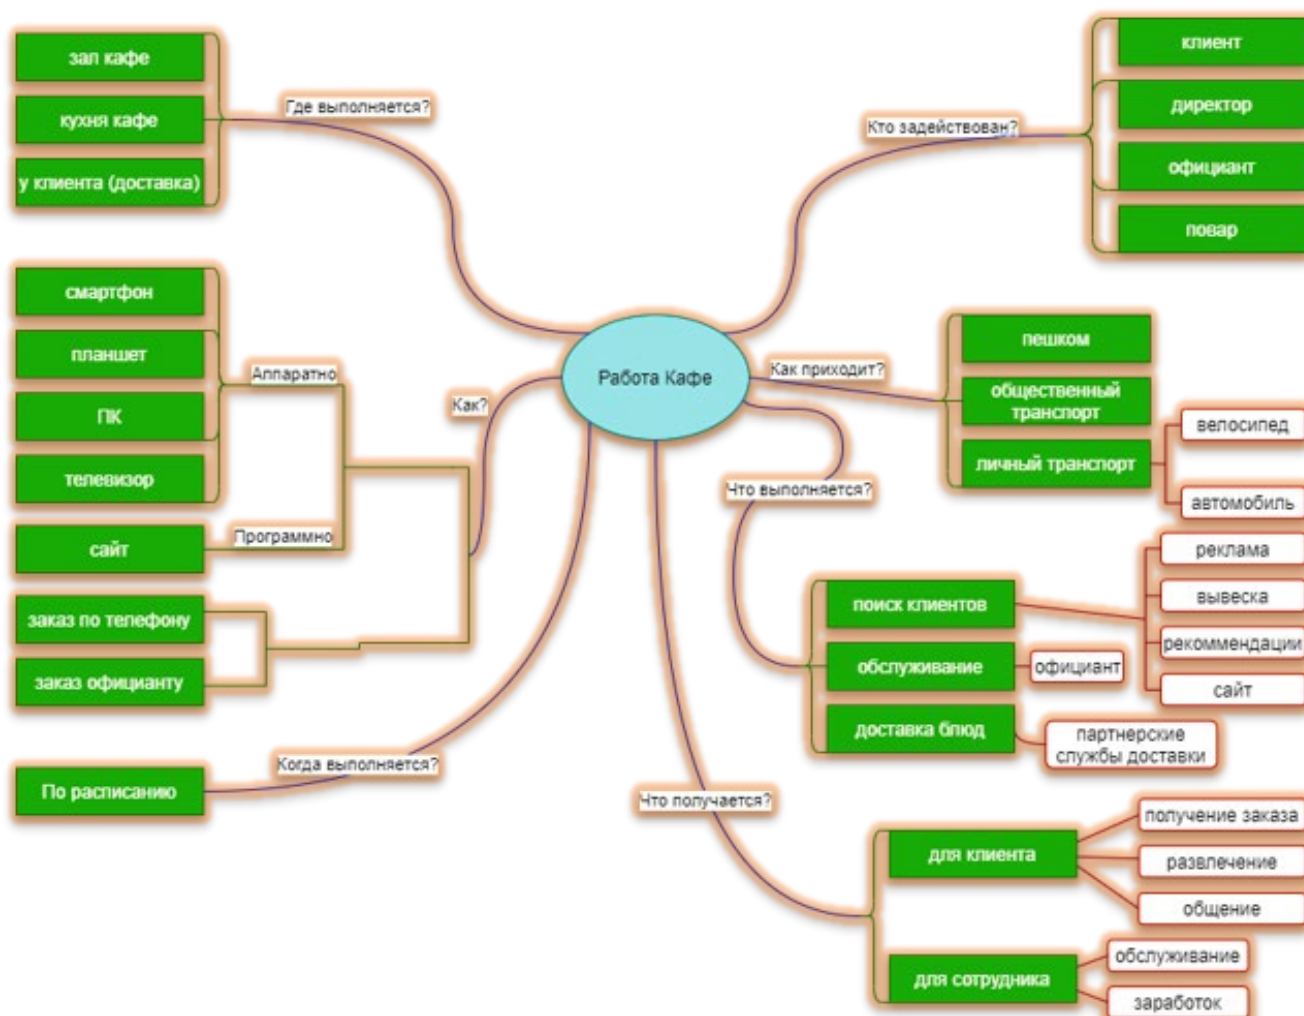 зал кафе
кухня кафе
у клиента (доставка)
Где выполняется?
клиент
директор
официант
повар
Кто задействован?
смартфон
планшет
ПК
телевизор
Аппаратно
сайт
Программно
заказ по телефону
заказ официанту
Как?
Работа Кафе
Как приходит?
пешком
общественный
транспорт
личный транспорт
велосипед
автомобиль
Что выполняется?
поиск клиентов
реклама
вывеска
рекоммендации
сайт
обслуживание
официант
доставка блюд
партнерские
службы доставки
По расписанию
Когда выполняется?
Что получается?
для клиента
получение заказа
развлечение
общение
для сотрудника
обслуживание
заработок